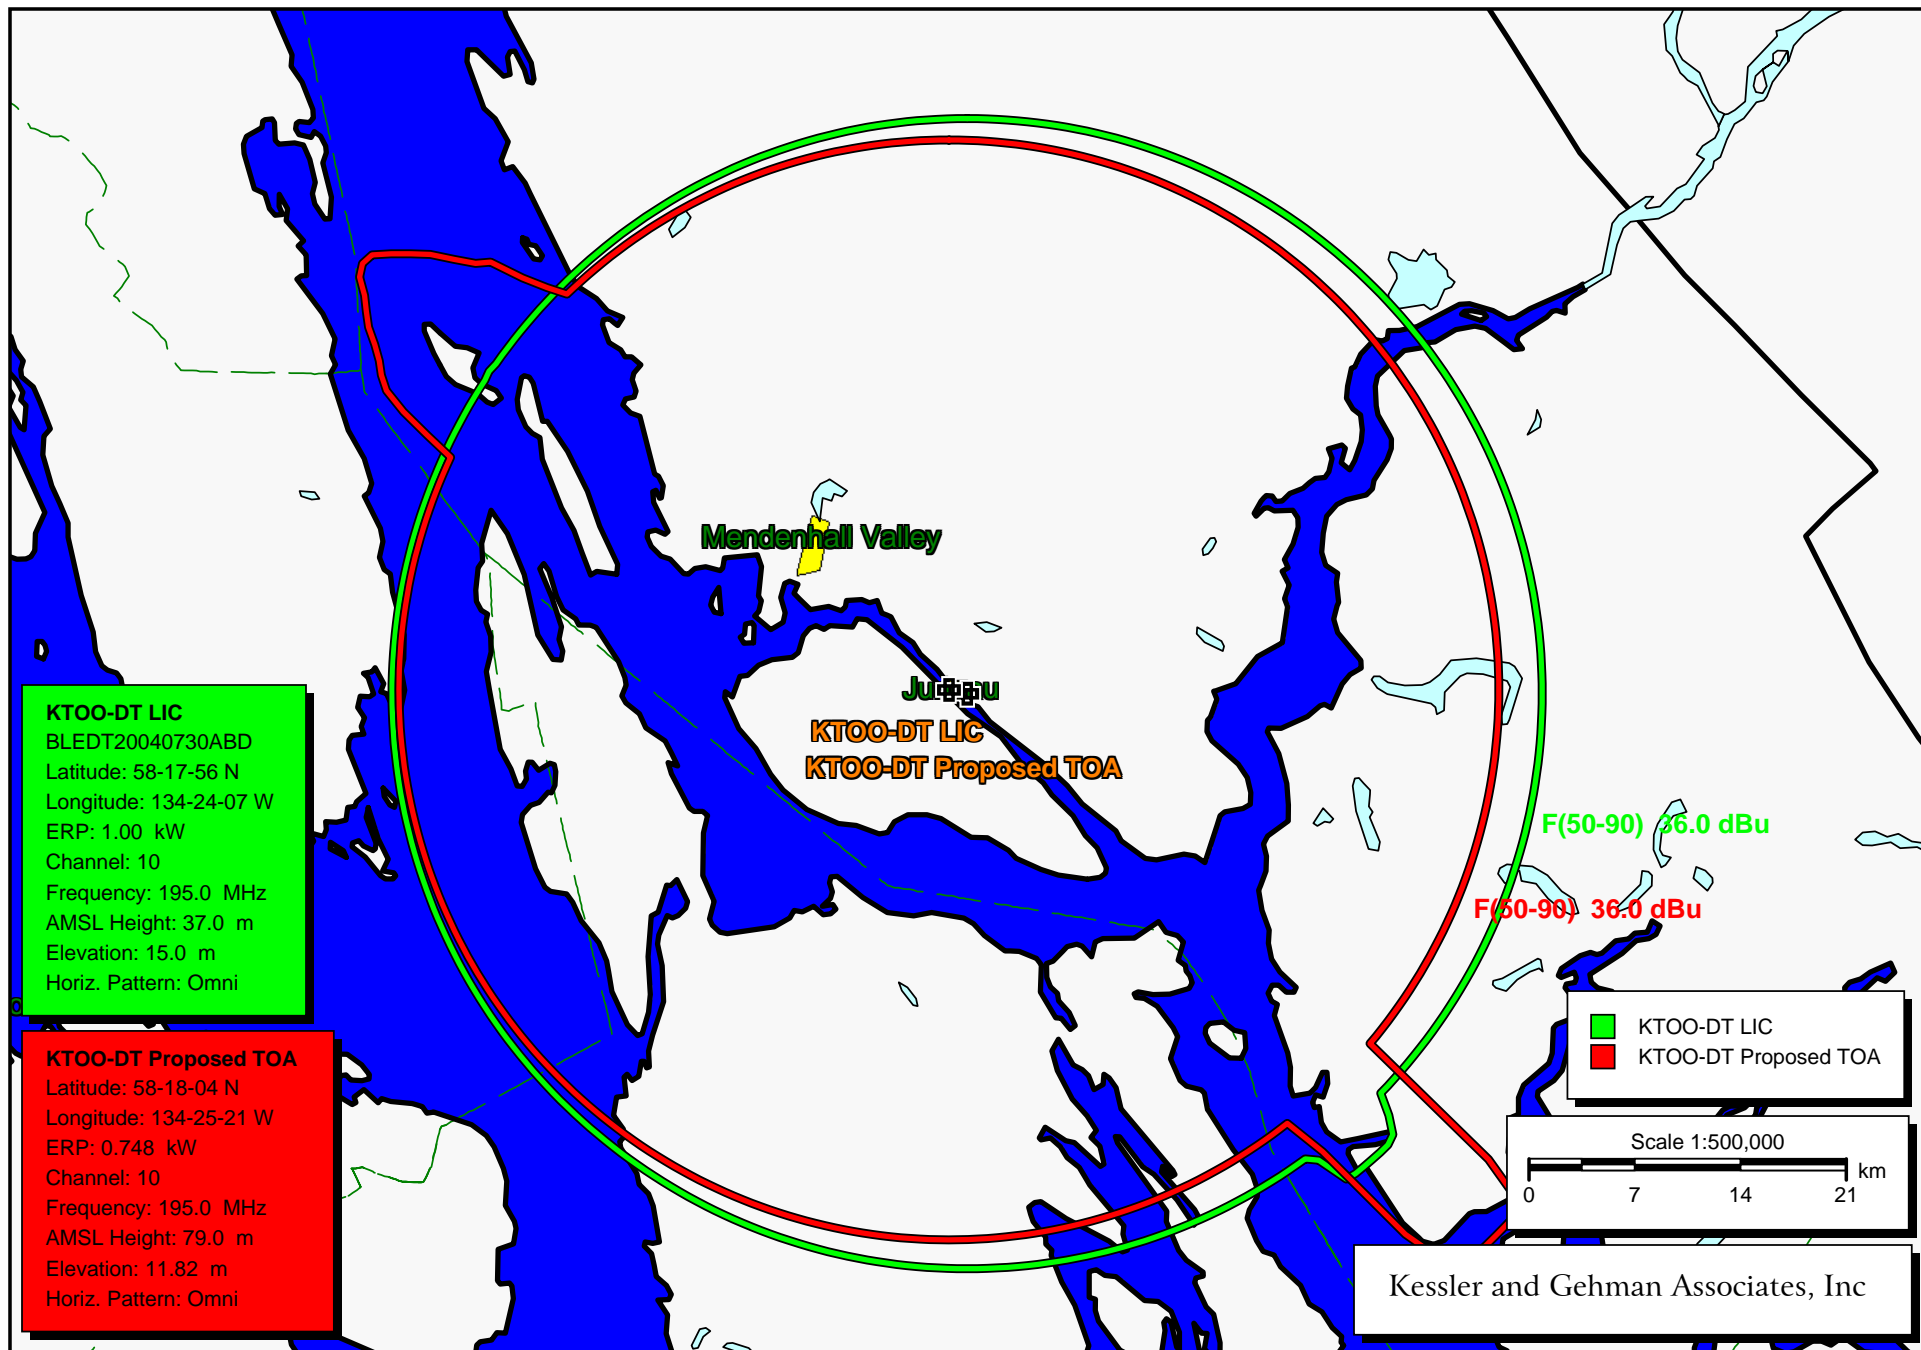 Mendenhall Valley
KTOO-DT LIC
KTOO-DT Proposed TOA
F(50-90) 36.0 dBu
F(50-90) 36.0 dBu
KTOO-DT LIC
BLEDT20040730ABD
Latitude: 58-17-56 N
Longitude: 134-24-07 W
ERP: 1.00 kW
Channel: 10
Frequency: 195.0 MHz
AMSL Height: 37.0 m
Elevation: 15.0 m
Horiz. Pattern: Omni
KTOO-DT Proposed TOA
Latitude: 58-18-04 N
Longitude: 134-25-21 W
ERP: 0.748 kW
Channel: 10
Frequency: 195.0 MHz
AMSL Height: 79.0 m
Elevation: 11.82 m
Horiz. Pattern: Omni
KTOO-DT LIC
KTOO-DT Proposed TOA
Scale 1:500,000
0 7 14 21 km
Kessler and Gehman Associates, Inc